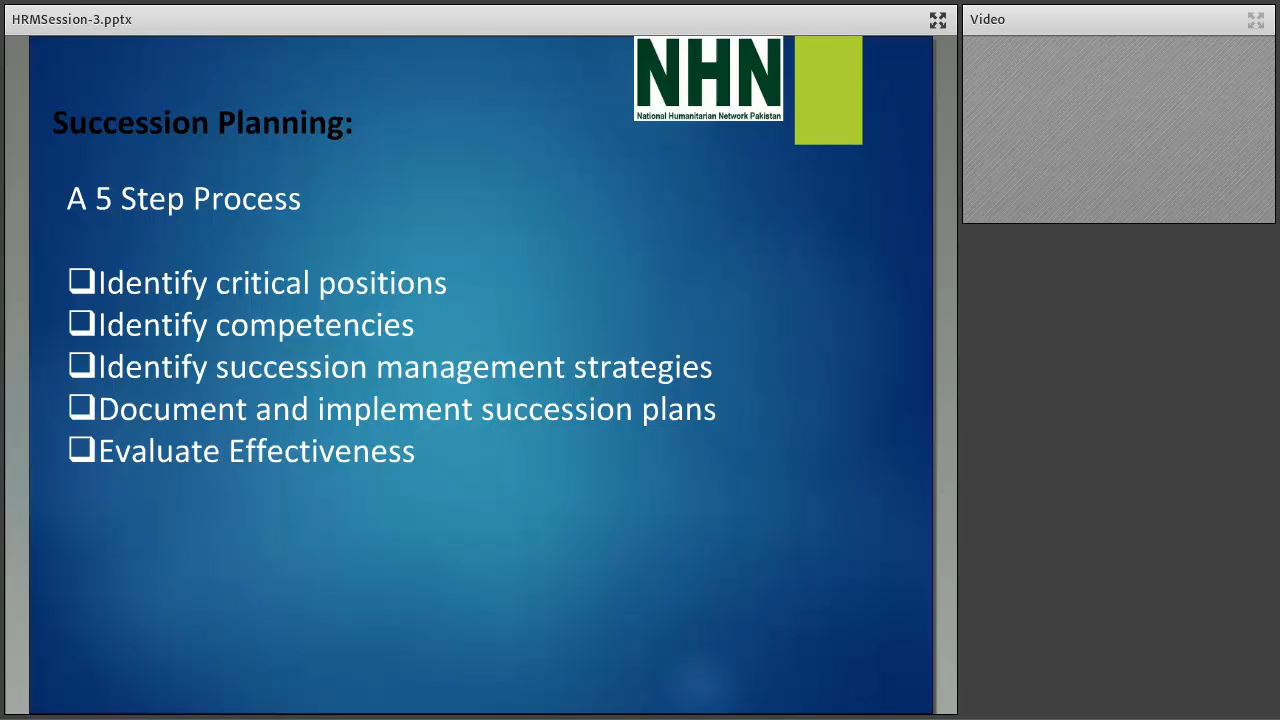 HRMSession-3.pptx
Video
NHN
National Humanitarian Network Pakistan
Succession Planning:
A 5 Step Process
❑Identify critical positions
❑Identify competencies
❑Identify succession management strategies
❑Document and implement succession plans
❑Evaluate Effectiveness